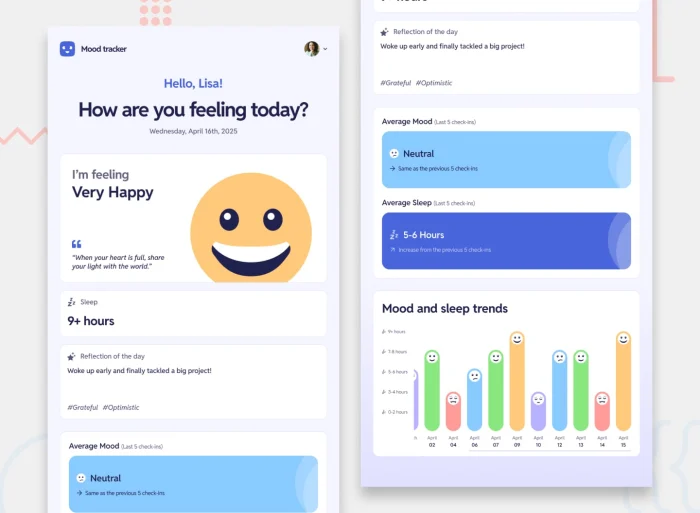 Mood tracker
Hello, Lisa!
How are you feeling today?
Wednesday, April 16th, 2025
I'm feeling
Very Happy
"When your heart is full, share
your light with the world."
Sleep
9+ hours
Reflection of the day
Woke up early and finally tackled a big project!
#Grateful #Optimistic
Average Mood (Last 5 check-ins)
Neutral
Same as the previous 5 check-ins
Reflection of the day
Woke up early and finally tackled a big project!
#Grateful #Optimistic
Average Mood (Last 5 check-ins)
Neutral
Same as the previous 5 check-ins
Average Sleep (Last 5 check-ins)
5-6 Hours
Increase from the previous 5 check-ins
Mood and sleep trends
9+ hours
7-8 hours
5-6 hours
3-4 hours
0-2 hours
April April April April April April April April April April
02 04 06 07 09 10 12 13 14 15